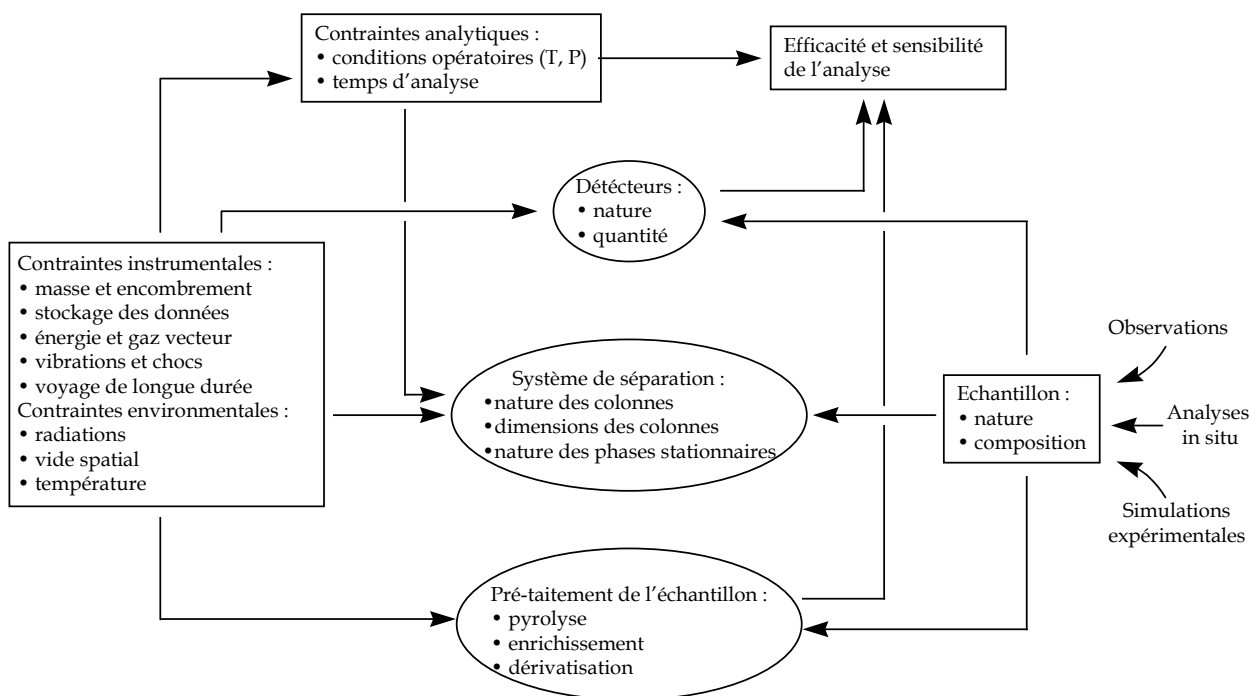 Contraintes analytiques :
• conditions opératoires (T, P)
• temps d'analyse
Efficacité et sensibilité
de l'analyse
Détécteurs :
• nature
• quantité
Contraintes instrumentales :
• masse et encombrement
• stockage des données
• énergie et gaz vecteur
• vibrations et chocs
• voyage de longue durée
Contraintes environmentales :
• radiations
• vide spatial
• température
Système de séparation :
•nature des colonnes
•dimensions des colonnes
•nature des phases stationnaires
Echantillon :
• nature
• composition
Observations
Analyses
in situ
Simulations
expérimentales
Pré-taitement de l'échantillon :
• pyrolyse
• enrichissement
• dérivatisation